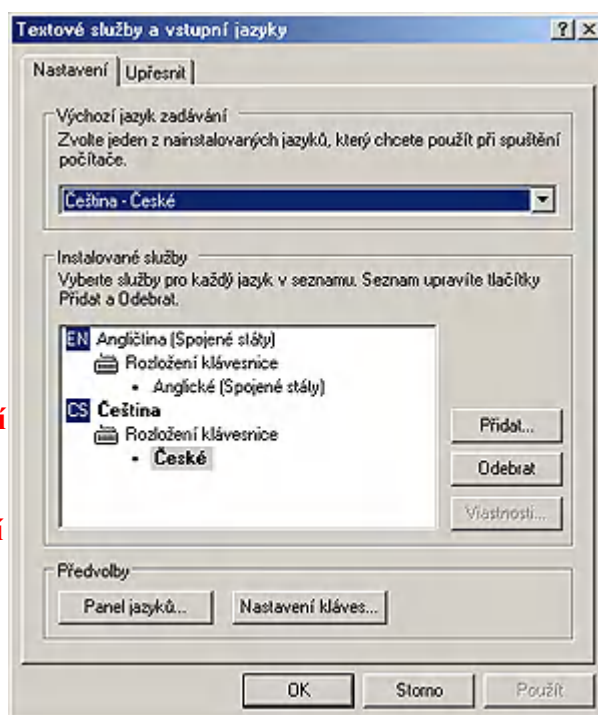 Textové služby a vstupní jazyky
Nastavení
Upřesnit
Výchozí jazyk zadávání
Zvolte jeden z nainstalovaných jazyků, který chcete použít při spuštění
počítače.
Čeština - České
Instalované služby
Vyberte služby pro každý jazyk v seznamu. Seznam upravíte tlačítky
Přidat a Odebrat.
EN Angličtina (Spojené státy)
Rozložení klávesnice
• Anglické (Spojené státy)
CS Čeština
Rozložení klávesnice
• České
í
í
Přidat...
Odebrat
Vlastnosti...
Předvolby
Panel jazyků...
Nastavení kláves...
OK
Storno
Použít